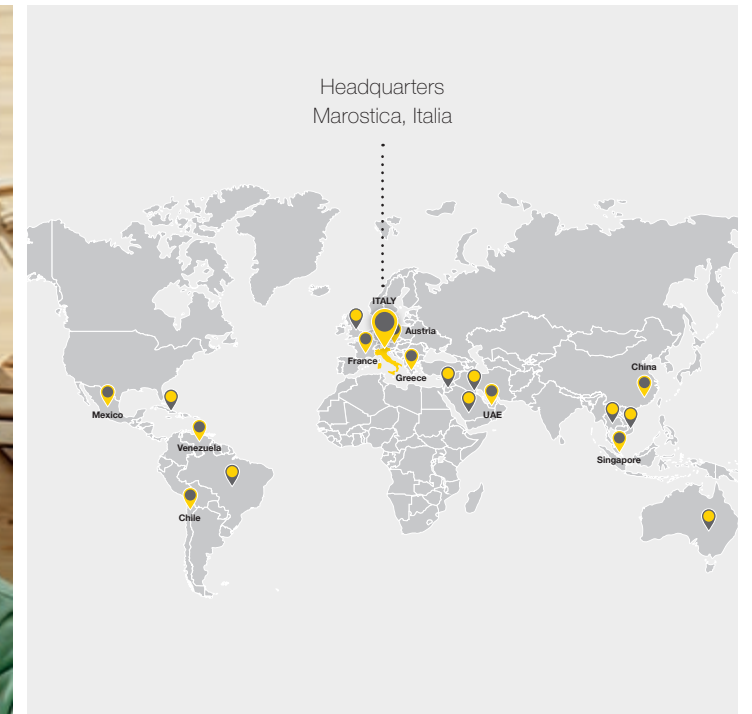 Headquarters
Marostica, Italia
ITALY
Austria
France
Greece
China
Mexico
UAE
Venezuela
Singapore
Chile